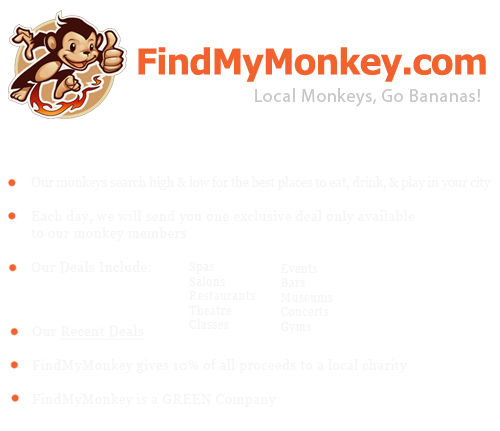 FindMyMonkey.com
Local Monkeys, Go Bananas!
Our monkeys search high & low for the best places to eat, drink, & play in your city
Each day, we will send you one exclusive deal only available
to our monkey members
Our Deals Include:
Spas
Salons
Restaurants
Theatre
Classes
Events
Bars
Museums
Concerts
Gyms
Our Recent Deals
FindMyMonkey gives 10% of all proceeds to a local charity
FindMyMonkey is a GREEN Company